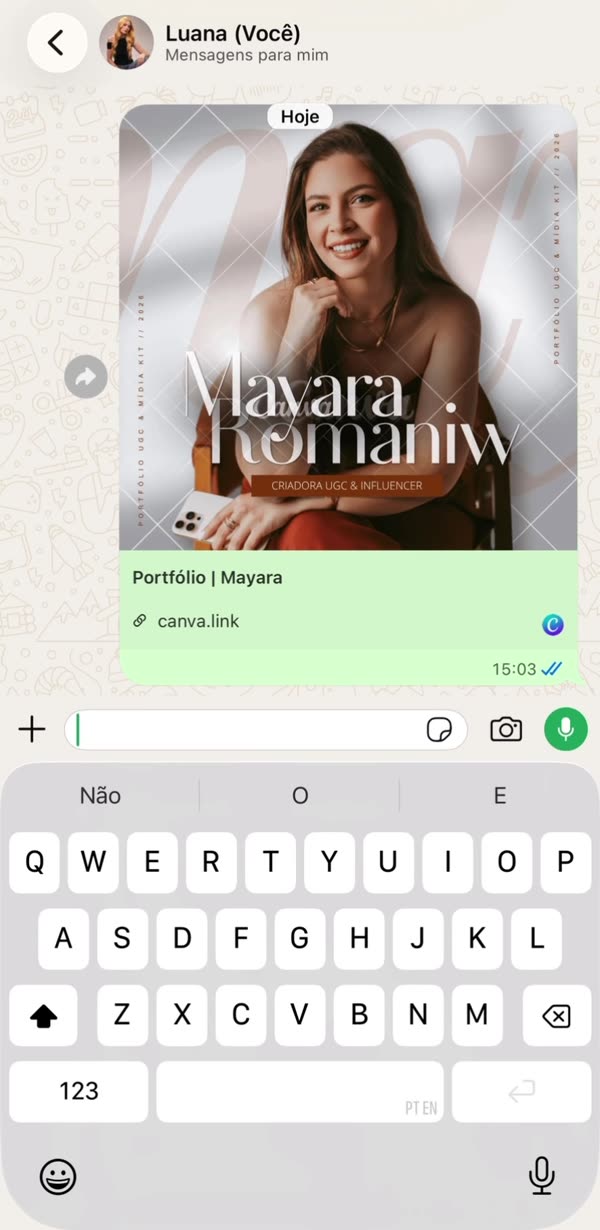 Luana (Você)
Mensagens para mim
Hoje
PORTFÓLIO UGC & MÍDIA KIT // 2026
PORTFÓLIO UGC & MÍDIA KIT // 2026
Mayara
Romaniw
CRIADORA UGC & INFLUENCER
Portfólio | Mayara
canva.link
15:03
Não O E
Q W E R T Y U I O P
A S D F G H J K L
Z X C V B N M
123
PT EN